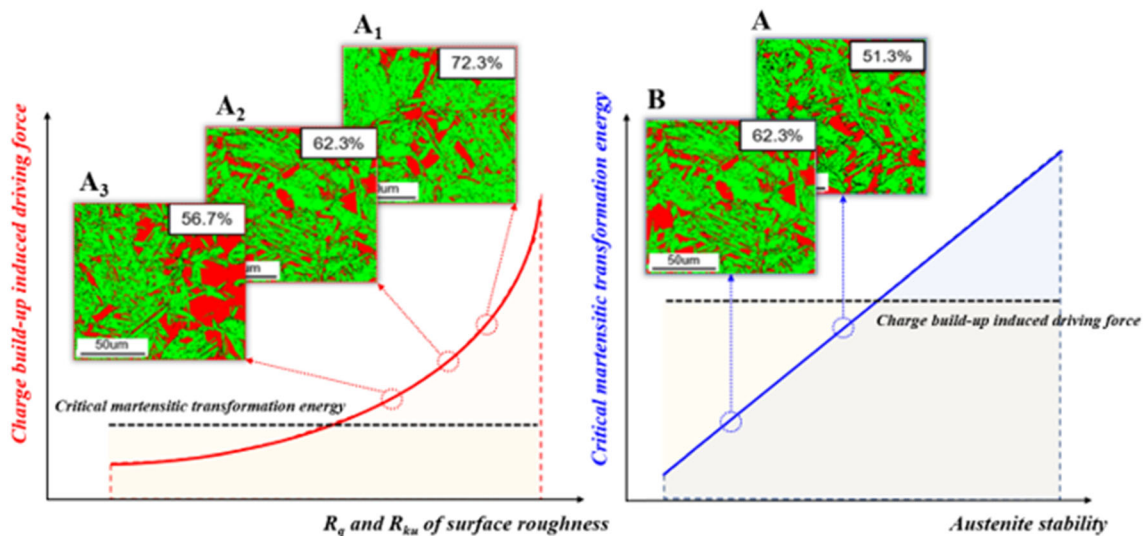 A₁
72.3%
A₂
62.3%
A₃
56.7%
50um
Charge build-up induced driving force
Critical martensitic transformation energy
R_q and R_ku of surface roughness
A
51.3%
B
62.3%
50um
Critical martensitic transformation energy
Charge build-up induced driving force
Austenite stability